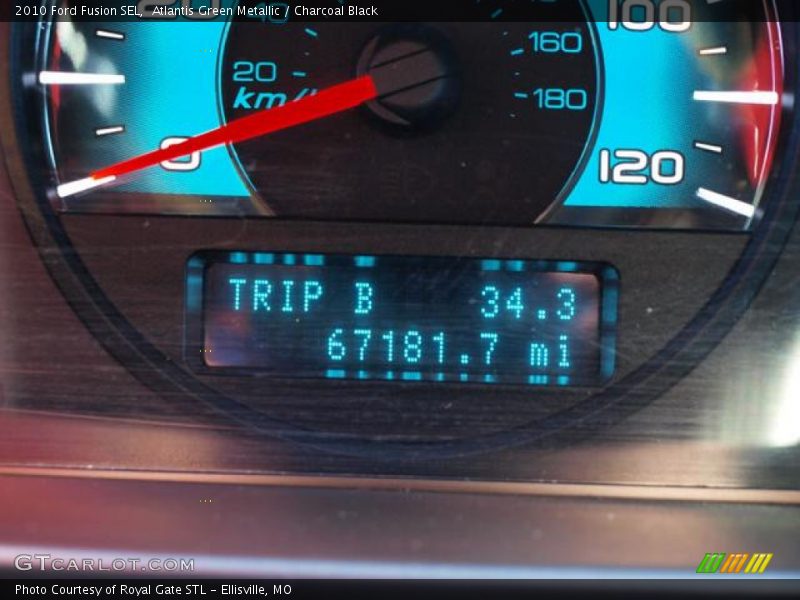 2010 Ford Fusion SEL, Atlantis Green Metallic / Charcoal Black
40
100
160
20
km/
180
0
120
TRIP B 34.3
67181.7 mi
GTCARLOT.COM
Photo Courtesy of Royal Gate STL - Ellisville, MO